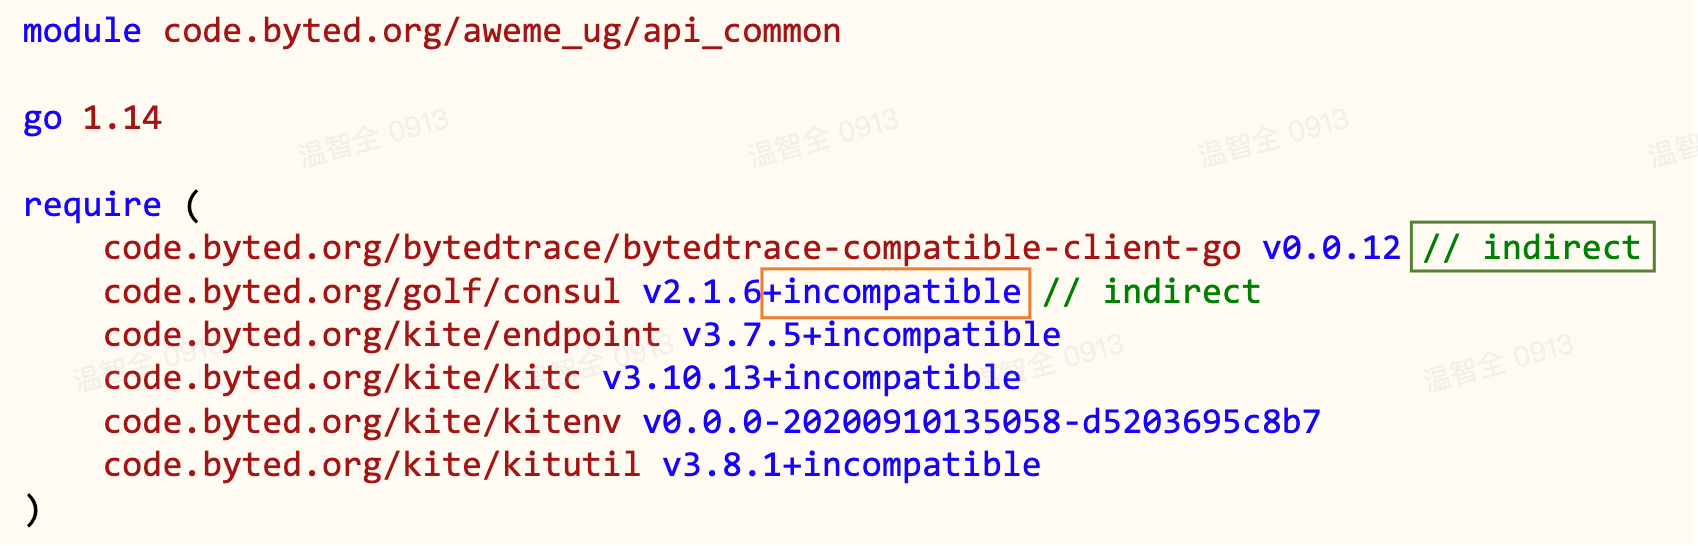 module code.byted.org/aweme_ug/api_common
go 1.14
温智全 0913 温智全 0913 温智全 0913 温智
require (
code.byted.org/bytedtrace/bytedtrace-compatible-client-go v0.0.12 // indirect
code.byted.org/golf/consul v2.1.6+incompatible // indirect
code.byted.org/kite/endpoint v3.7.5+incompatible
温智全 0913 温智全 0913 温智全 0913 温智全 0913
code.byted.org/kite/kitc v3.10.13+incompatible
code.byted.org/kite/kitenv v0.0.0-20200910135058-d5203695c8b7
code.byted.org/kite/kitutil v3.8.1+incompatible
)